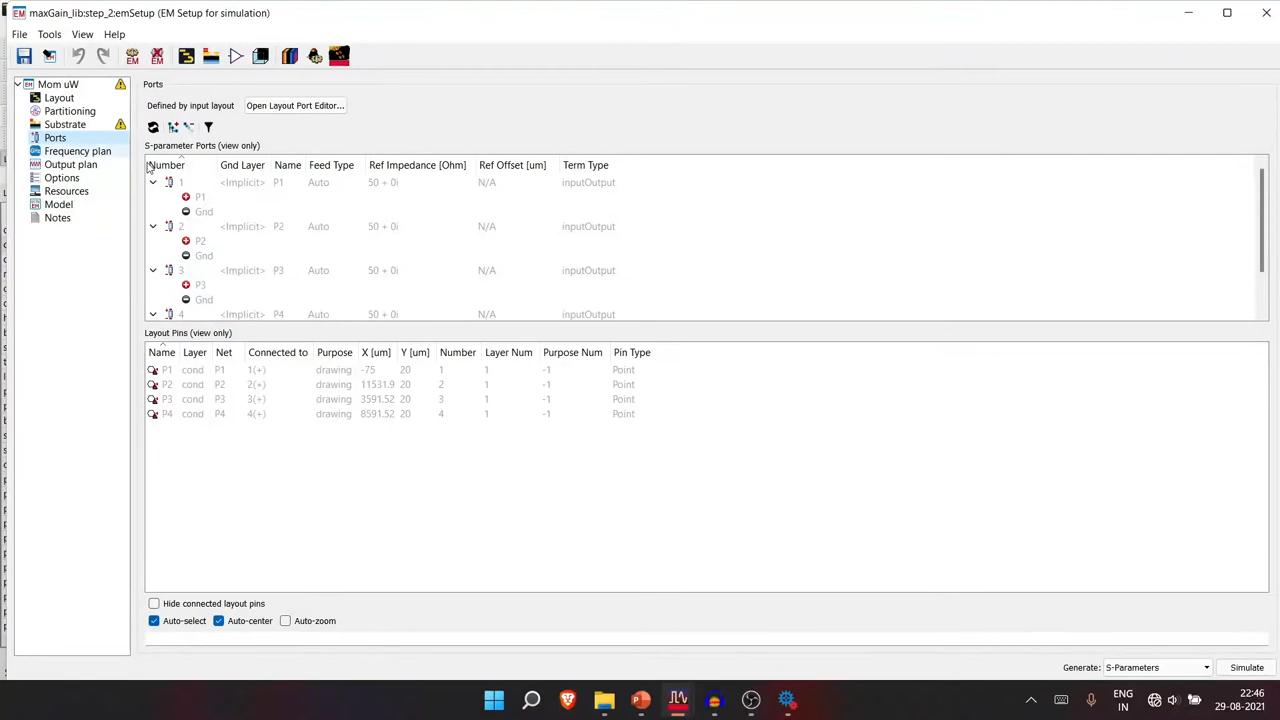 maxGain_lib:step_2:emSetup (EM Setup for simulation)
File Tools View Help
EM EM
Mom uW
Layout
Partitioning
Substrate
Ports
Frequency plan
Output plan
Options
Resources
Model
Notes
Ports
Defined by input layout Open Layout Port Editor...
S-parameter Ports (view only)
Number Gnd Layer Name Feed Type Ref Impedance [Ohm] Ref Offset [um] Term Type
1 <Implicit> P1 Auto 50 + 0i N/A inputOutput
P1
Gnd
2 <Implicit> P2 Auto 50 + 0i N/A inputOutput
P2
Gnd
3 <Implicit> P3 Auto 50 + 0i N/A inputOutput
P3
Gnd
4 <Implicit> P4 Auto 50 + 0i N/A inputOutput
Layout Pins (view only)
Name Layer Net Connected to Purpose X [um] Y [um] Number Layer Num Purpose Num Pin Type
P1 cond P1 1(+) drawing -75 20 1 1 -1 Point
P2 cond P2 2(+) drawing 11531.9 20 2 1 -1 Point
P3 cond P3 3(+) drawing 3591.52 20 3 1 -1 Point
P4 cond P4 4(+) drawing 8591.52 20 4 1 -1 Point
Hide connected layout pins
Auto-select Auto-center Auto-zoom
Generate: S-Parameters Simulate
ENG
IN
22:46
29-08-2021